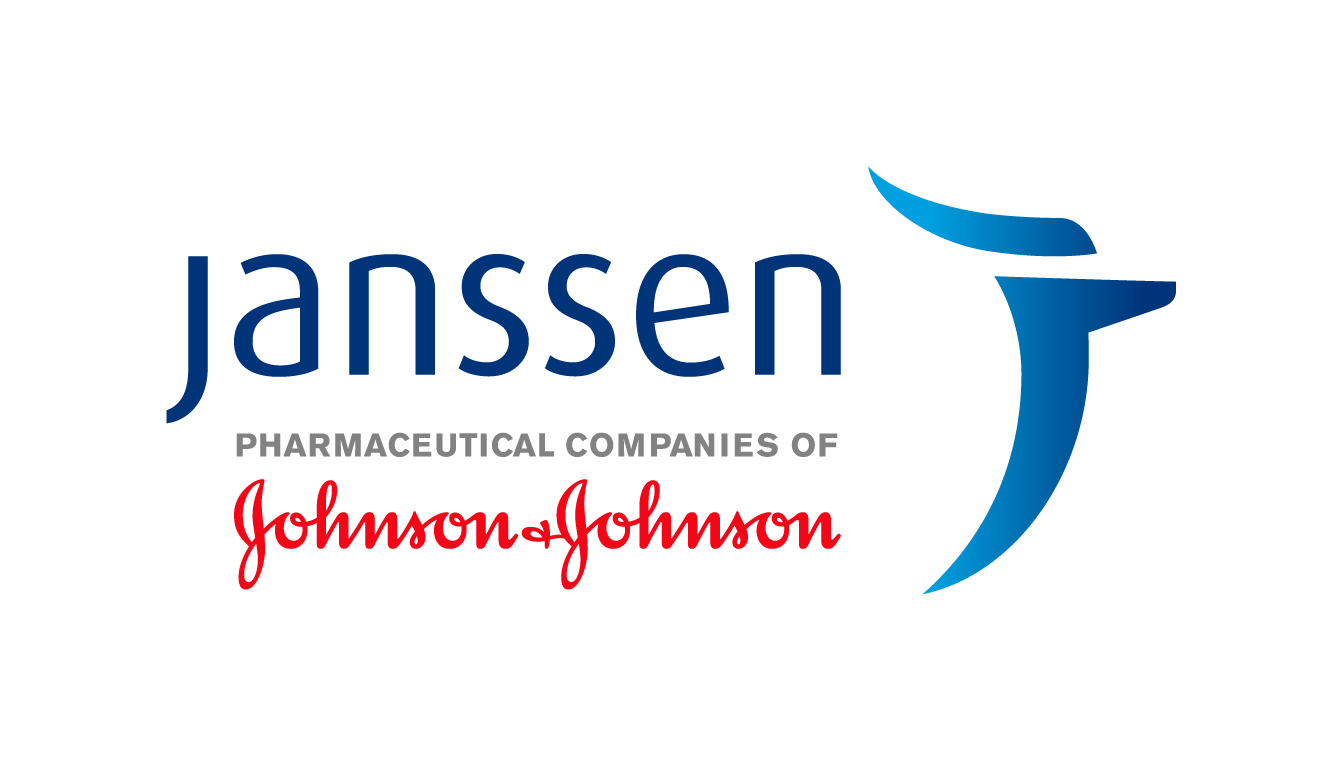 Janssen
PHARMACEUTICAL COMPANIES OF
Johnson & Johnson